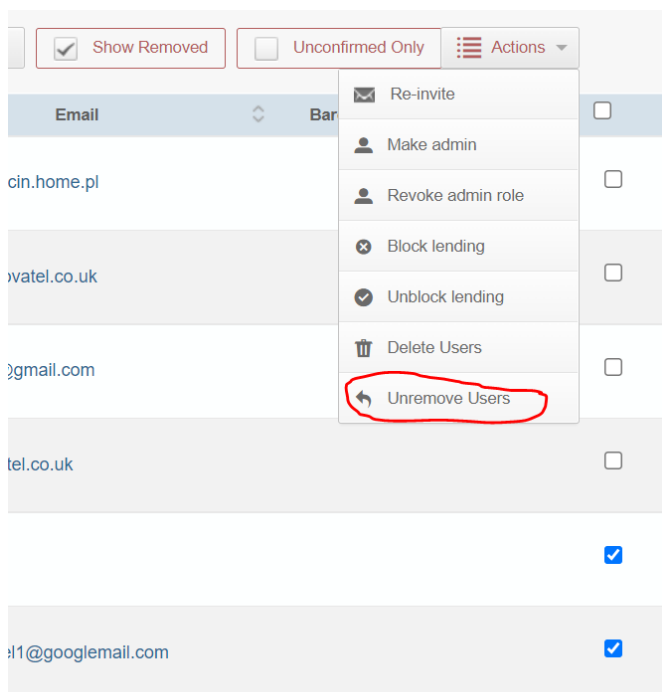 Show Removed
Unconfirmed Only
Actions
Re-invite
Email
Bar
Make admin
cin.home.pl
Revoke admin role
Block lending
ovatel.co.uk
Unblock lending
Delete Users
@gmail.com
Unremove Users
tel.co.uk
el1@googlemail.com